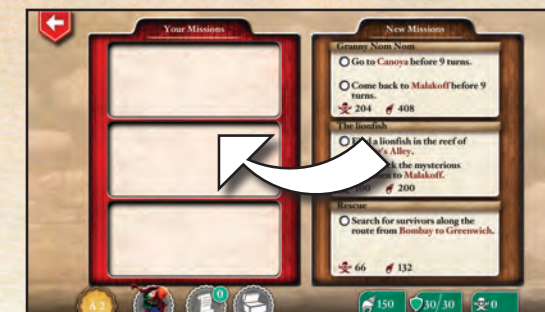 Your Missions
New Missions
Granny Nom Nom
Go to Canoya before 9 turns.
Come back to Malakoff before 9
turns.
204 408
The lionfish
a lionfish in the reef of
Alley.
the mysterious
to Malakoff.
200
Rescue
Search for survivors along the
route from Bombay to Greenwich.
66 132
A 2
0
150 30/30 0